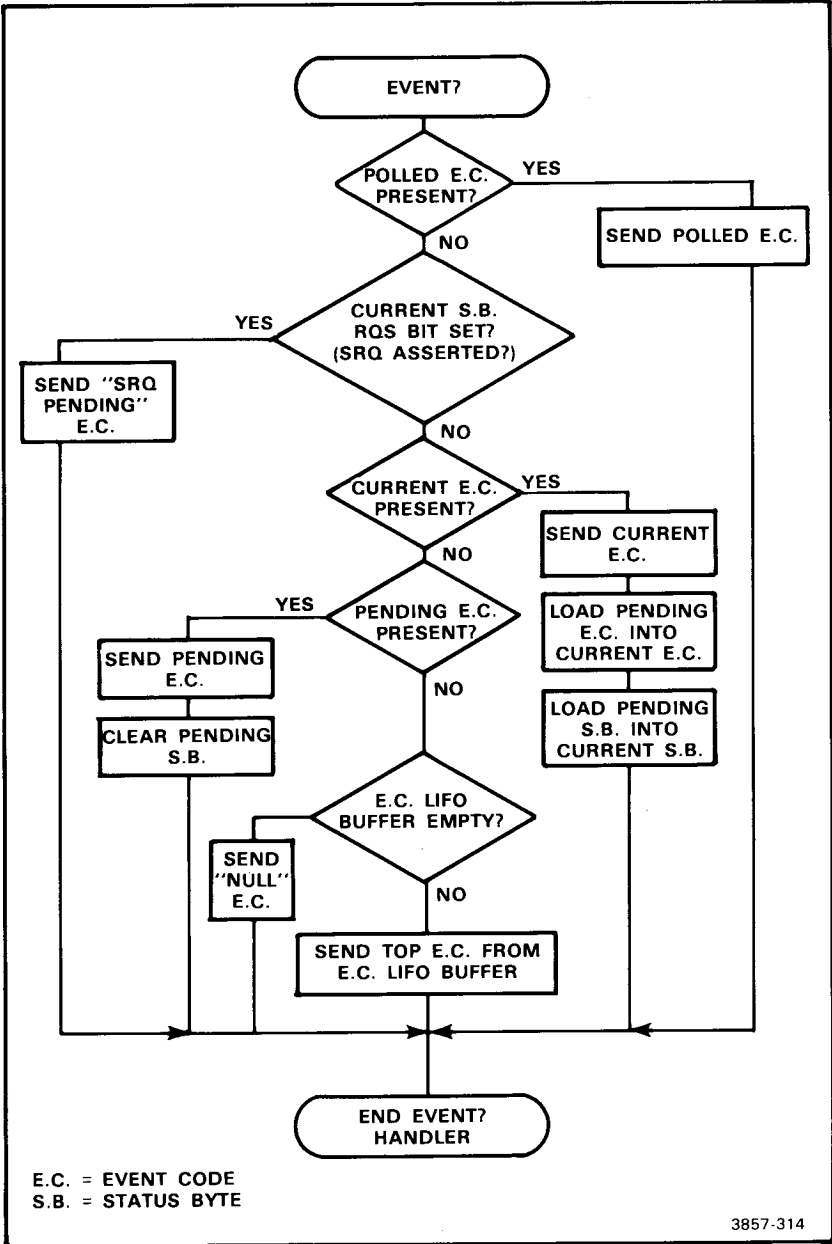 EVENT?
POLLED E.C.
PRESENT?
YES
NO
SEND POLLED E.C.
CURRENT S.B.
RQS BIT SET?
(SRQ ASSERTED?)
YES
NO
SEND "SRQ
PENDING"
E.C.
CURRENT E.C.
PRESENT?
YES
NO
SEND CURRENT
E.C.
LOAD PENDING
E.C. INTO
CURRENT E.C.
LOAD PENDING
S.B. INTO
CURRENT S.B.
PENDING E.C.
PRESENT?
YES
NO
SEND PENDING
E.C.
CLEAR PENDING
S.B.
E.C. LIFO
BUFFER EMPTY?
NO
SEND
"NULL"
E.C.
SEND TOP E.C. FROM
E.C. LIFO BUFFER
END EVENT?
HANDLER
E.C. = EVENT CODE
S.B. = STATUS BYTE
3857-314